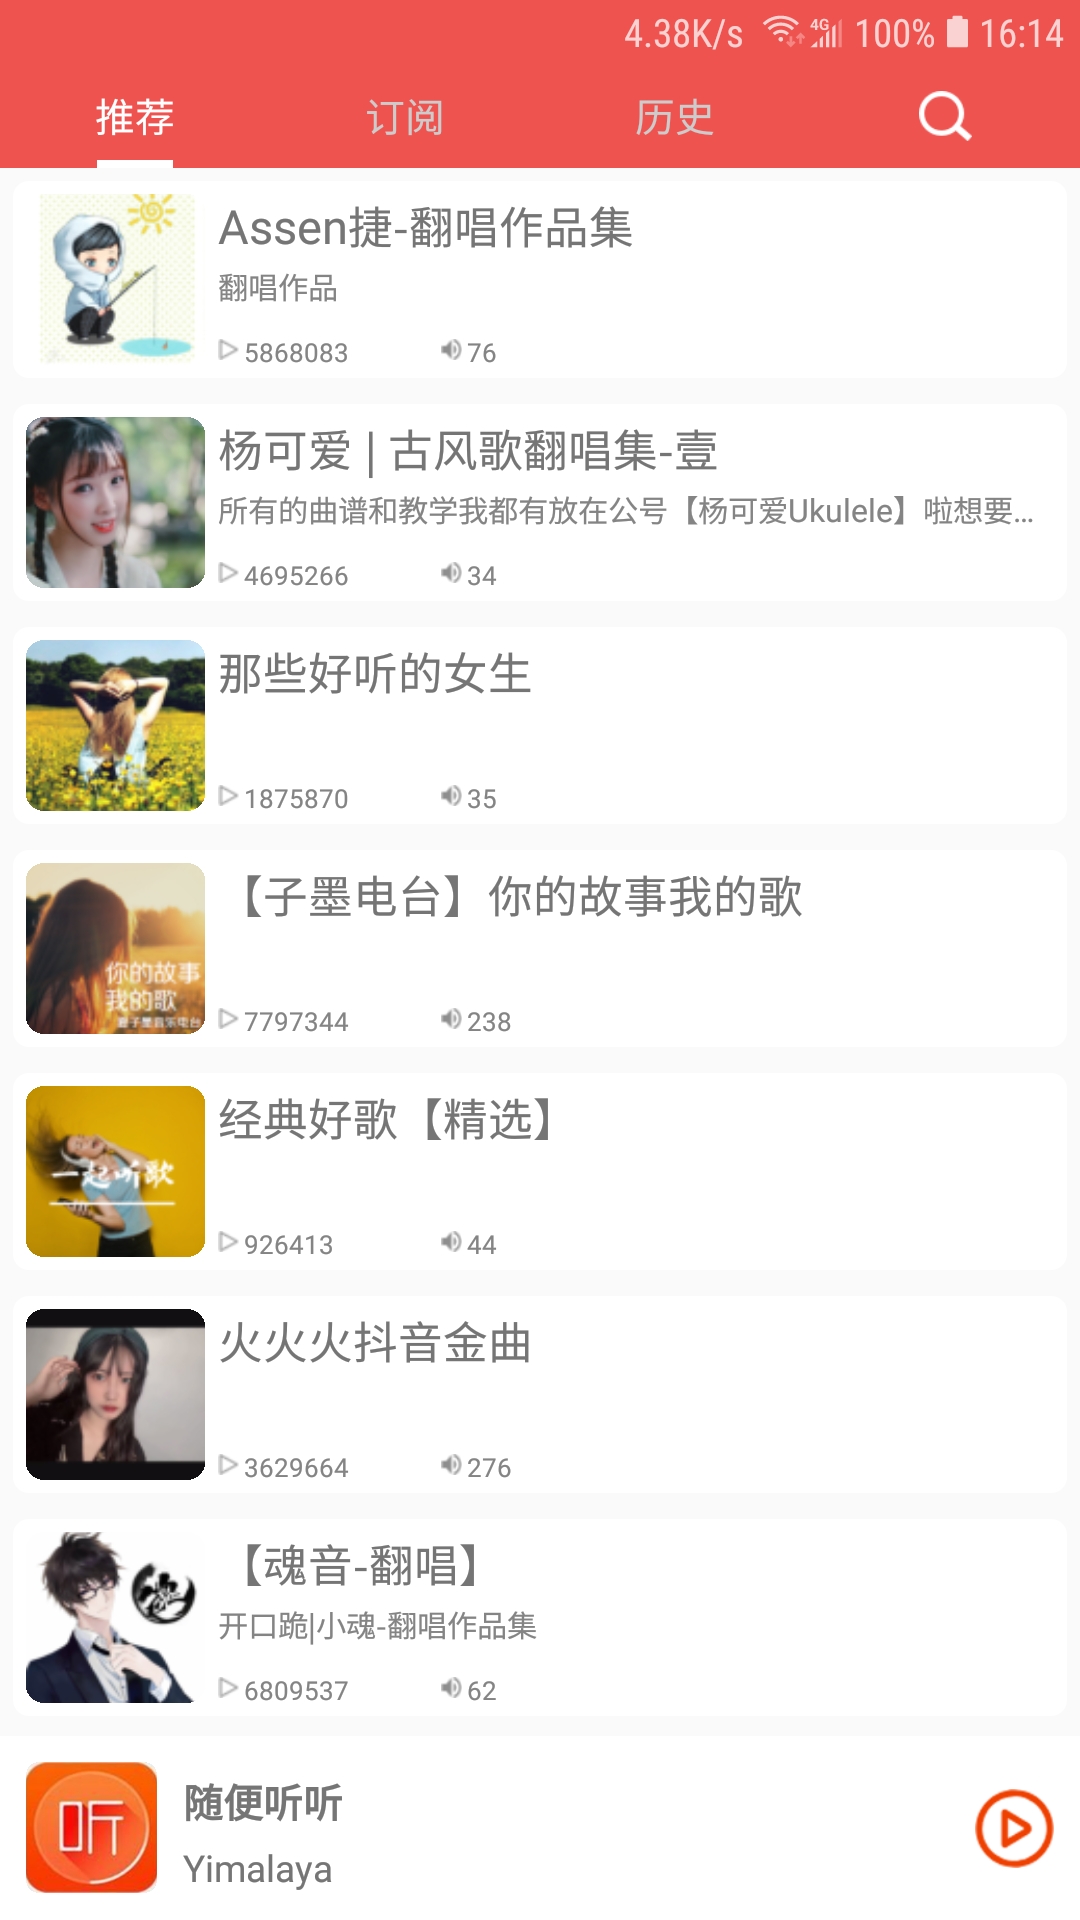 4.38K/s 4G 100% 16:14
推荐 订阅 历史
Assen捷-翻唱作品集
翻唱作品
5868083 76
杨可爱 | 古风歌翻唱集-壹
所有的曲谱和教学我都有放在公号【杨可爱Ukulele】啦想要...
4695266 34
那些好听的女生
1875870 35
【子墨电台】你的故事我的歌
你的故事
我的歌
7797344 238
经典好歌【精选】
一起听歌
926413 44
火火火抖音金曲
3629664 276
【魂音-翻唱】
开口跪|小魂-翻唱作品集
6809537 62
听
随便听听
Yimalaya